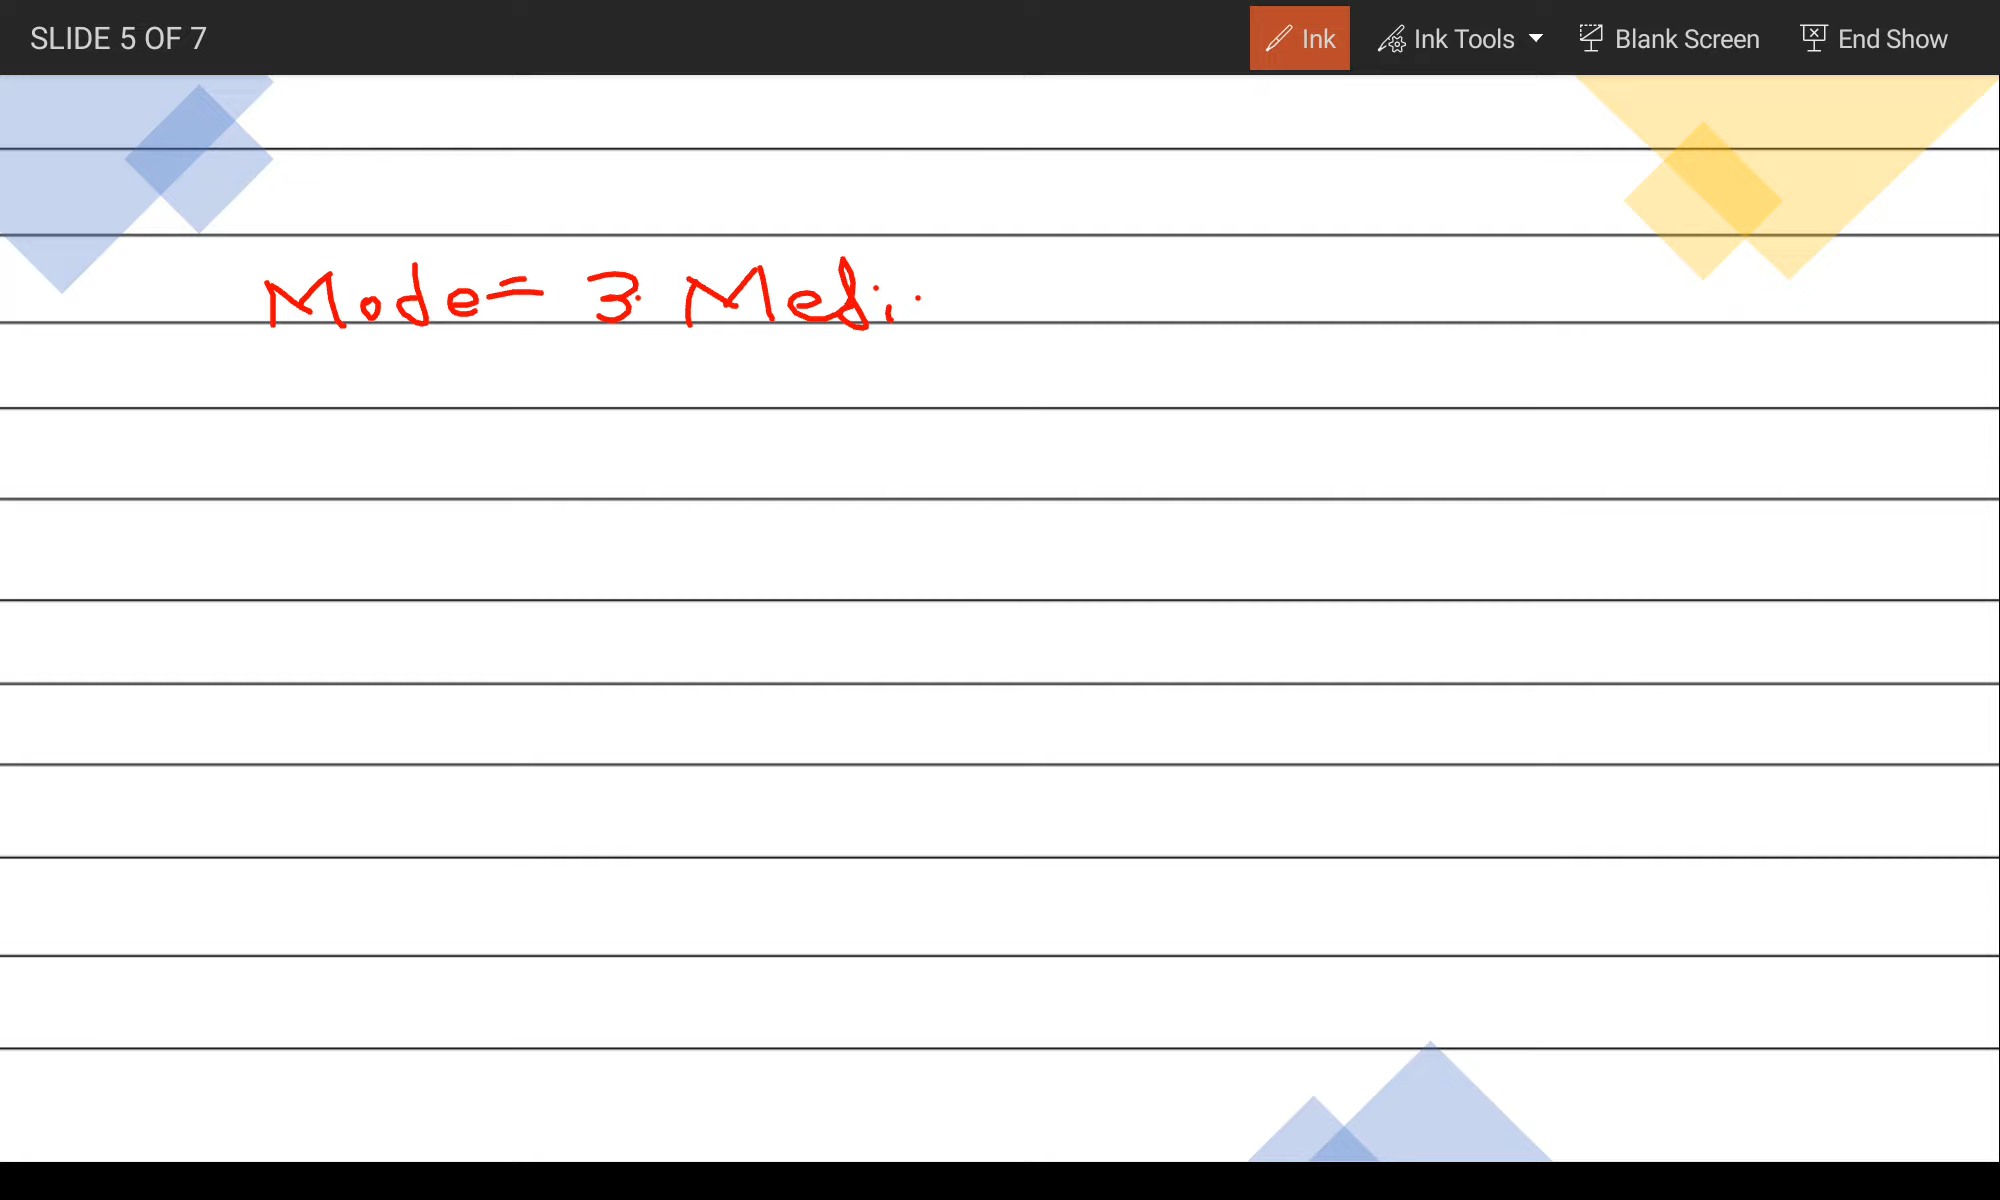 SLIDE 5 OF 7 Ink Ink Tools Blank Screen End Show
Mode = 3 Medi